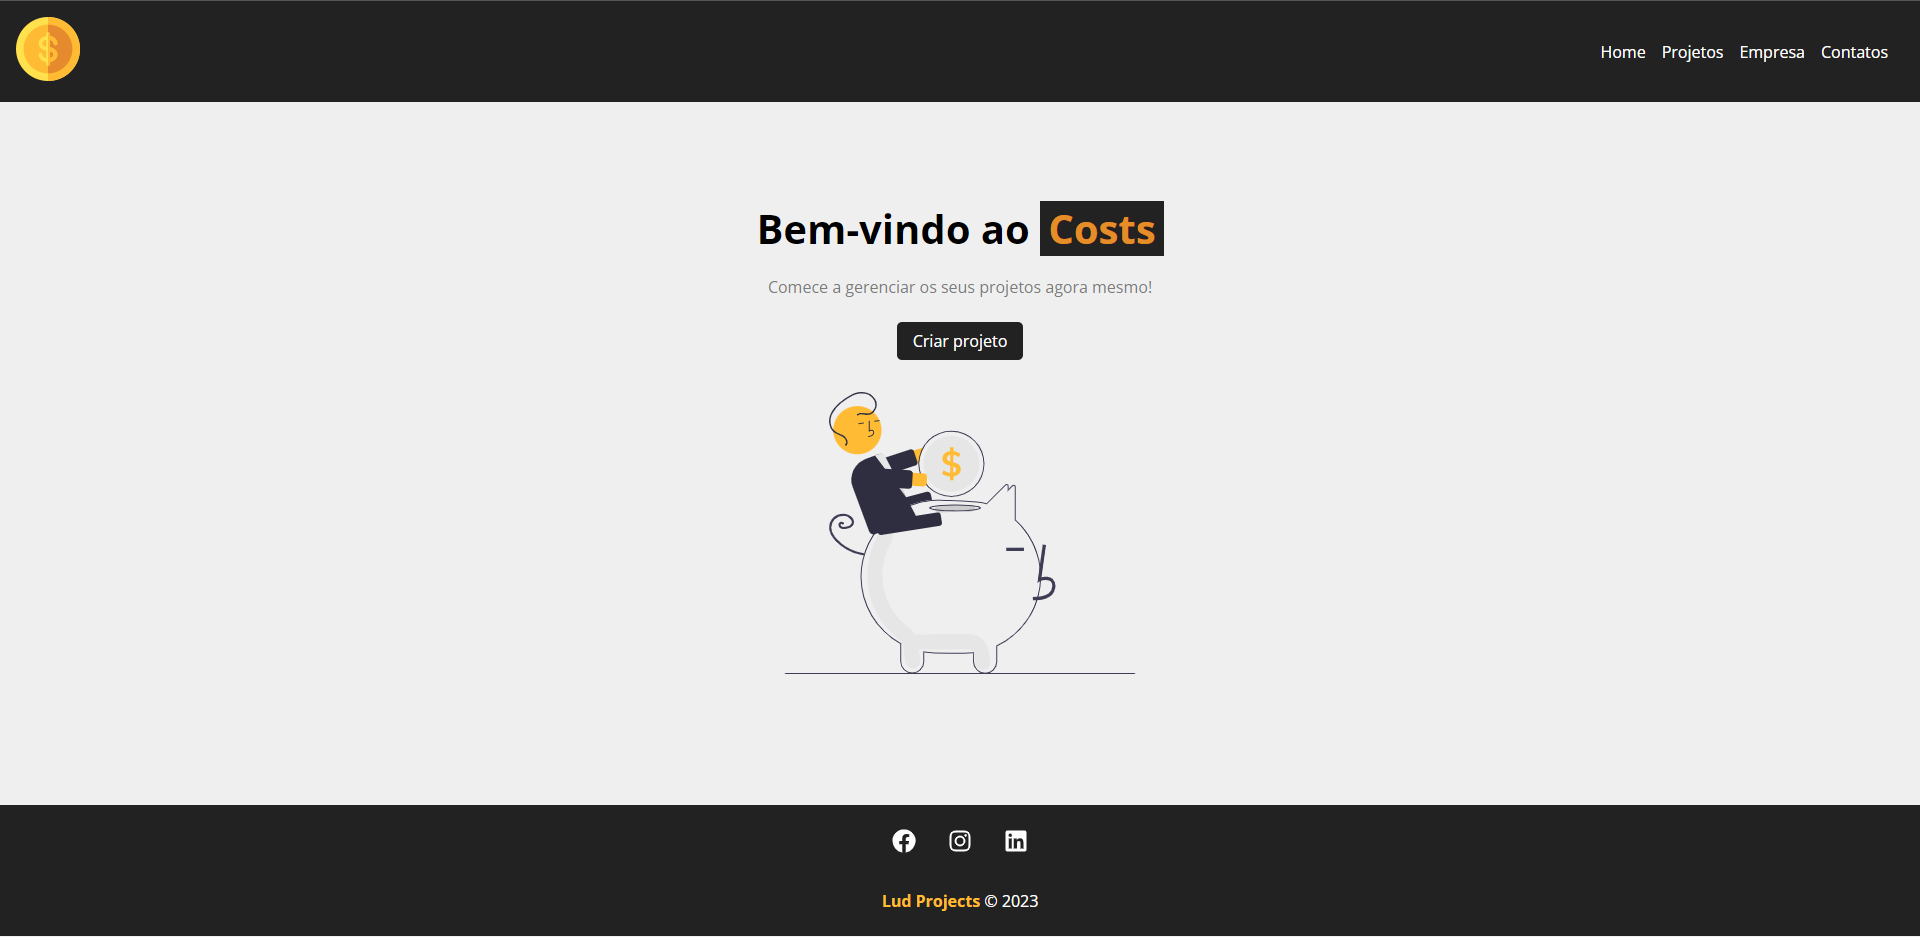 $
Home Projetos Empresa Contatos
Bem-vindo ao Costs
Comece a gerenciar os seus projetos agora mesmo!
Criar projeto
$
Lud Projects © 2023